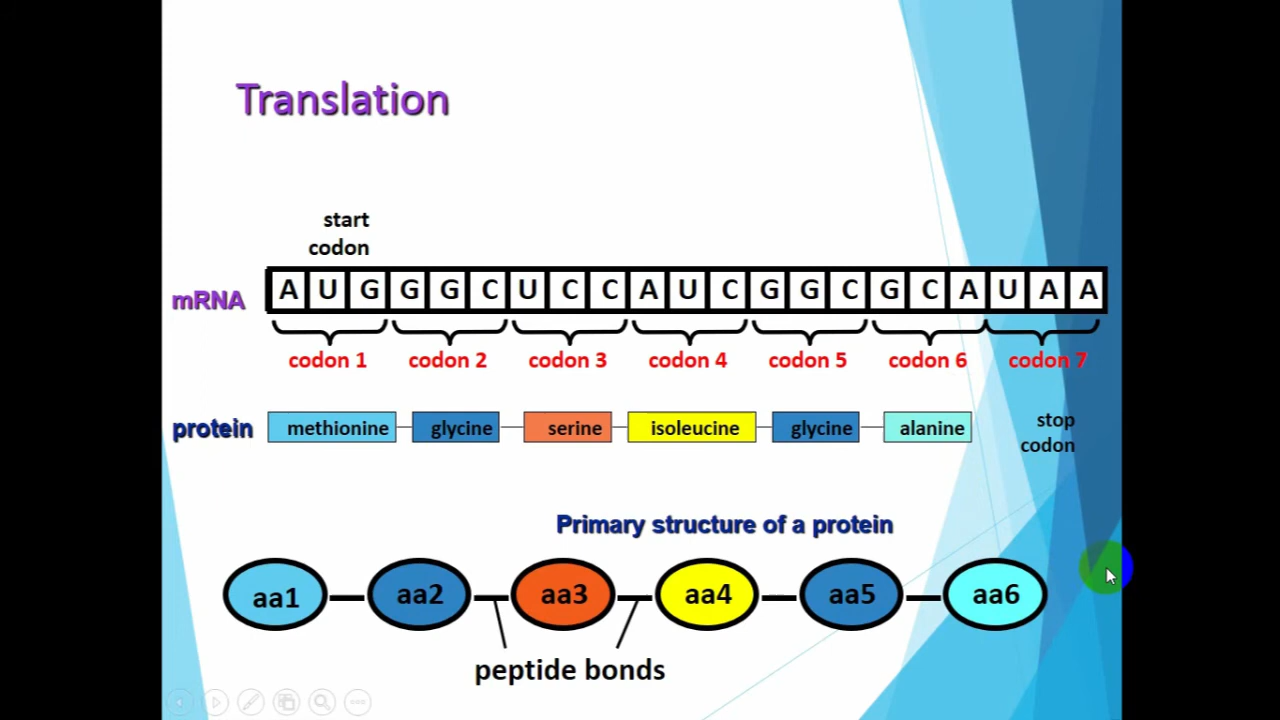 Translation
start
codon
mRNA A U G G G C U C C A U C G G C G C A U A A
codon 1 codon 2 codon 3 codon 4 codon 5 codon 6 codon 7
protein methionine glycine serine isoleucine glycine alanine stop
codon
Primary structure of a protein
aa1 aa2 aa3 aa4 aa5 aa6
peptide bonds